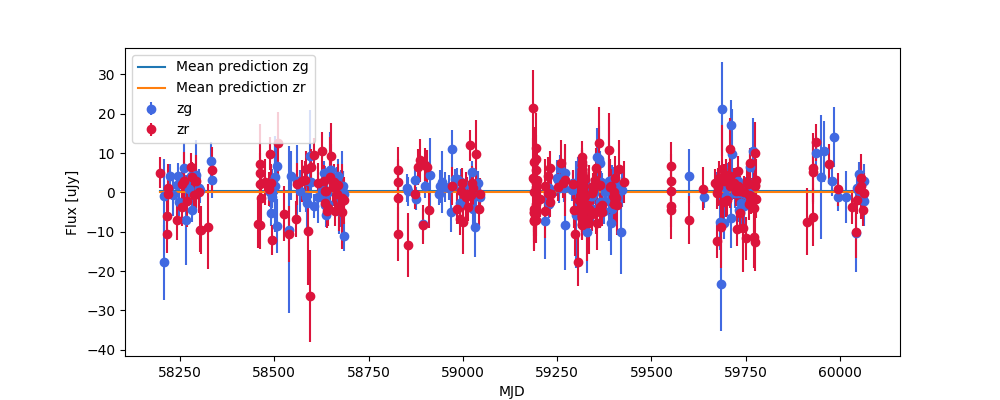 Mean prediction zg
Mean prediction zr
zg
zr
Flux [uJy]
30
20
10
0
−10
−20
−30
−40
58250 58500 58750 59000 59250 59500 59750 60000
MJD